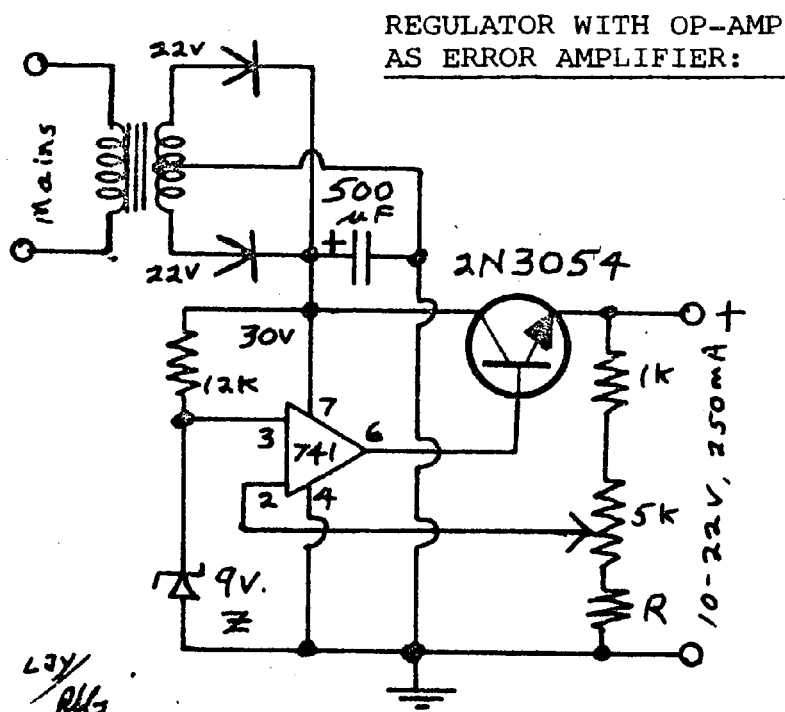 REGULATOR WITH OP-AMP
AS ERROR AMPLIFIER:
22V
Mains
500
µF
+
22V
2N3054
30V
+
12K
1K
7
3
6
741
2
4
5K
10-22V, 250mA
9V.
Z
R
LJY/